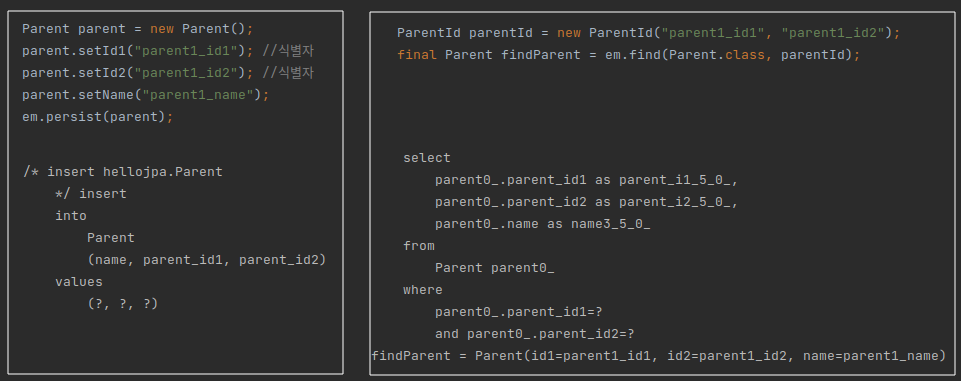 Parent parent = new Parent();
parent.setId1("parent1_id1"); //식별자
parent.setId2("parent1_id2"); //식별자
parent.setName("parent1_name");
em.persist(parent);
/* insert hellojpa.Parent
*/ insert
into
Parent
(name, parent_id1, parent_id2)
values
(?, ?, ?)
ParentId parentId = new ParentId("parent1_id1", "parent1_id2");
final Parent findParent = em.find(Parent.class, parentId);
select
parent0_.parent_id1 as parent_i1_5_0_,
parent0_.parent_id2 as parent_i2_5_0_,
parent0_.name as name3_5_0_
from
Parent parent0_
where
parent0_.parent_id1=?
and parent0_.parent_id2=?
findParent = Parent(id1=parent1_id1, id2=parent1_id2, name=parent1_name)